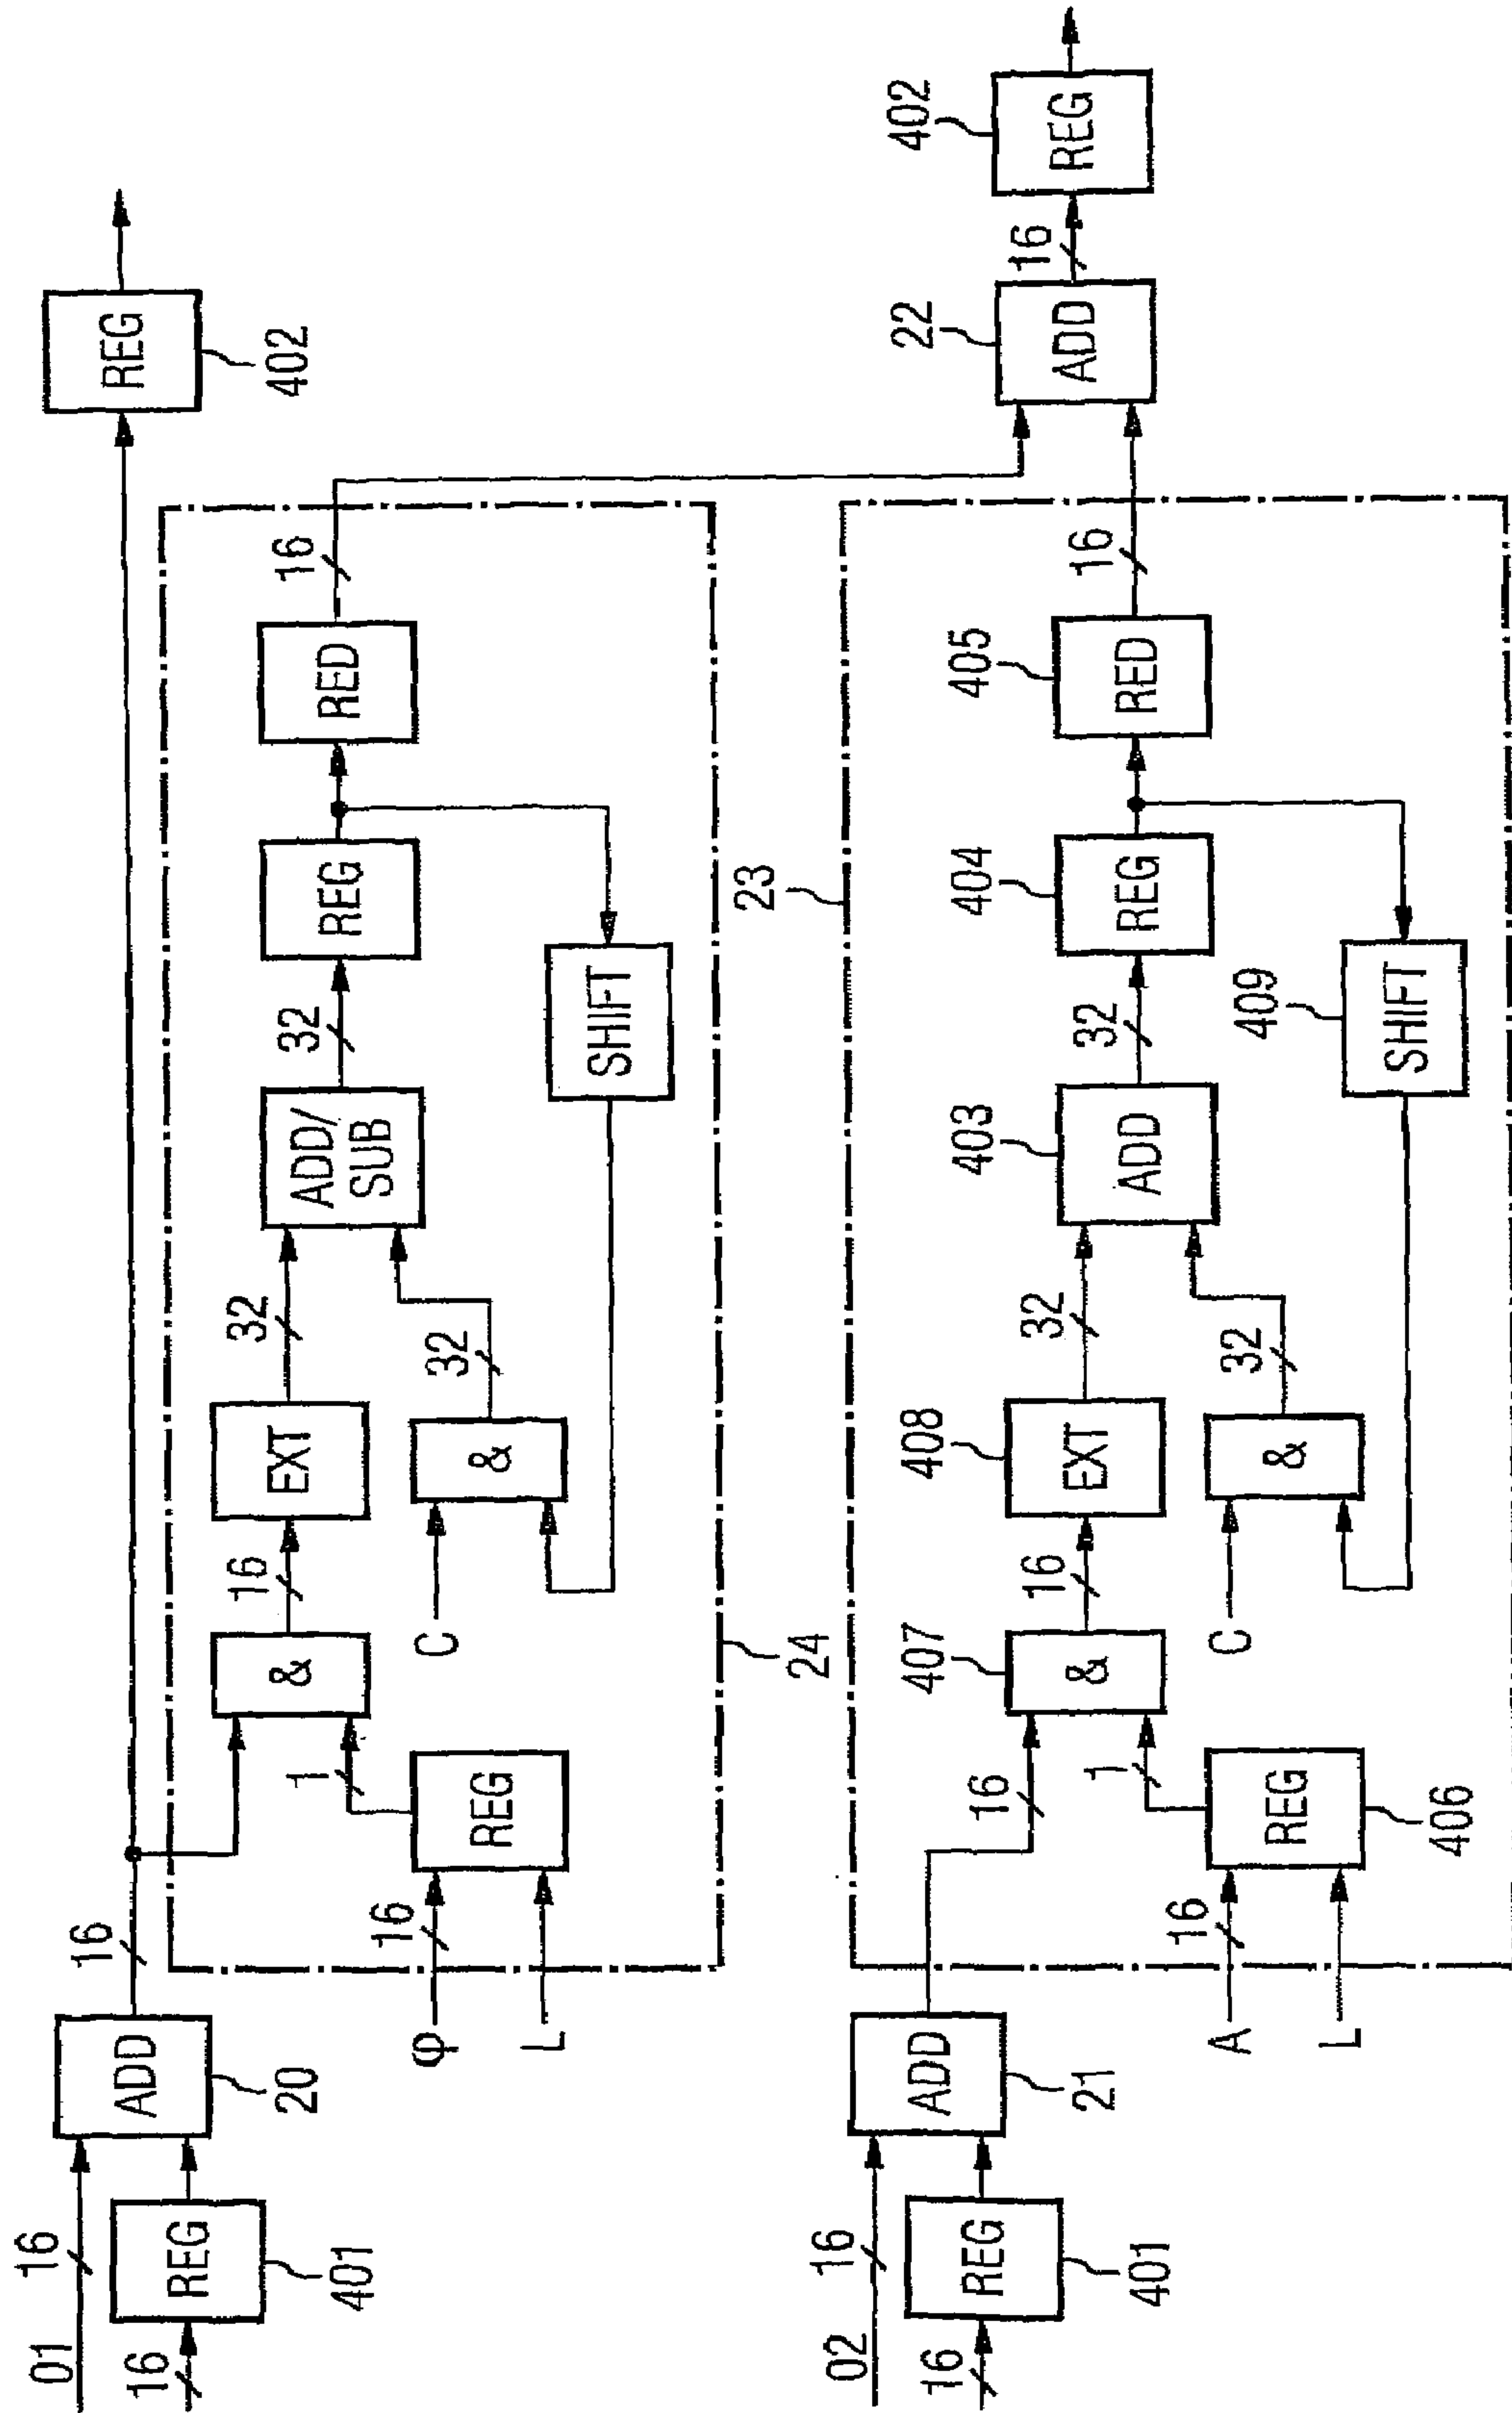 01
16
16
REG
401
ADD
20
16
REG
402
φ
16
L
REG
1
&
16
EXT
32
C
&
32
ADD/
SUB
32
REG
SHIFT
RED
16
24
02
16
16
REG
401
ADD
21
16
A
16
L
REG
406
1
&
407
16
EXT
408
32
C
&
32
ADD
403
32
REG
404
SHIFT
409
RED
405
16
23
ADD
22
16
REG
402